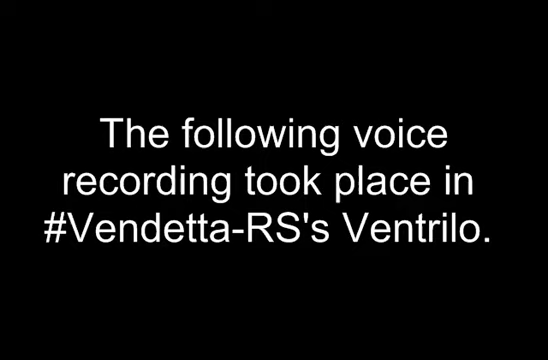 The following voice
recording took place in
#Vendetta-RS's Ventrilo.